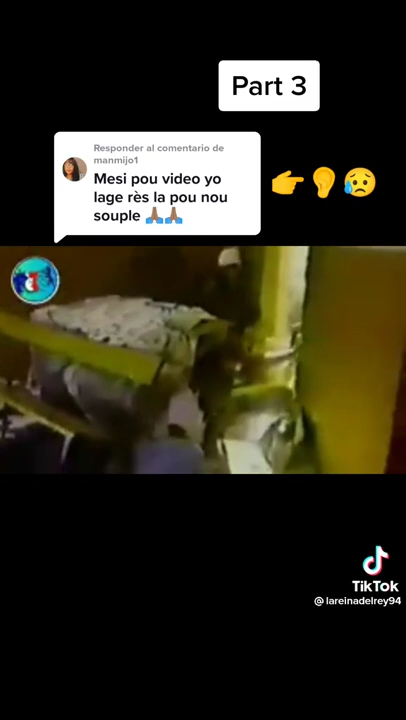 Part 3
Responder al comentario de
manmijo1
Mesi pou video yo
lage rès la pou nou
souple 🙏🏽🙏🏽
👉👂😥
TikTok
@lareinadelrey94